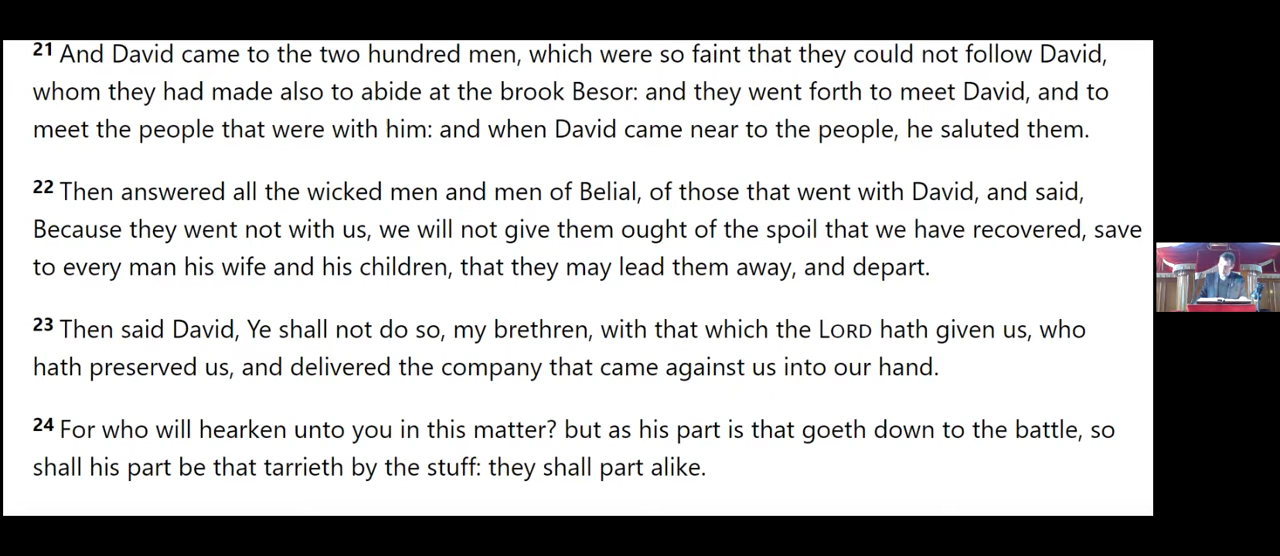 21 And David came to the two hundred men, which were so faint that they could not follow David,
whom they had made also to abide at the brook Besor: and they went forth to meet David, and to
meet the people that were with him: and when David came near to the people, he saluted them.
22 Then answered all the wicked men and men of Belial, of those that went with David, and said,
Because they went not with us, we will not give them ought of the spoil that we have recovered, save
to every man his wife and his children, that they may lead them away, and depart.
23 Then said David, Ye shall not do so, my brethren, with that which the LORD hath given us, who
hath preserved us, and delivered the company that came against us into our hand.
24 For who will hearken unto you in this matter? but as his part is that goeth down to the battle, so
shall his part be that tarrieth by the stuff: they shall part alike.